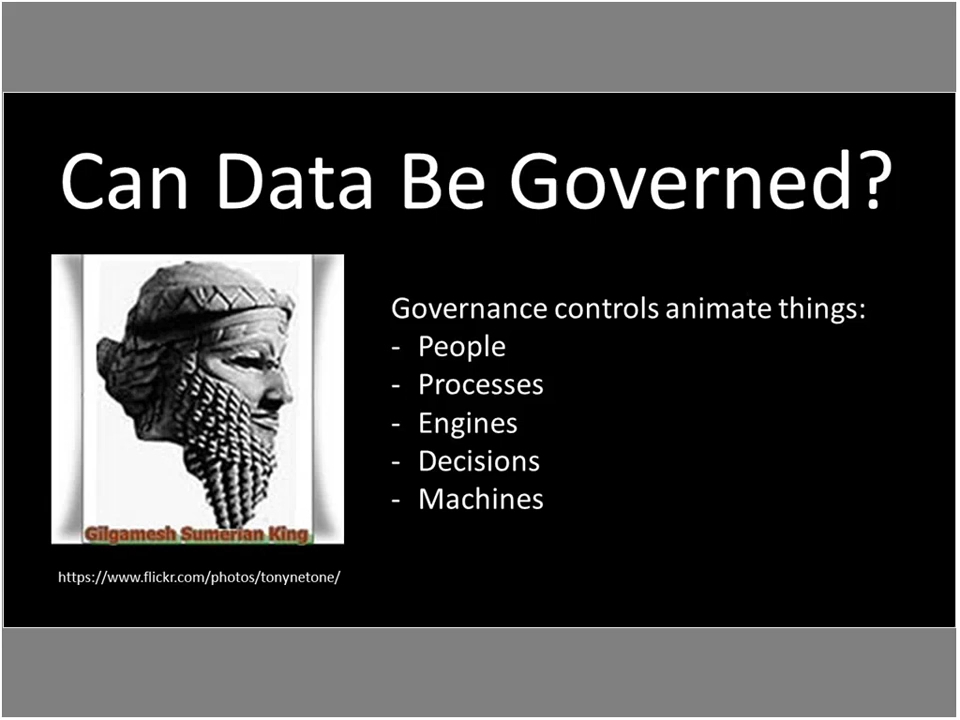 Can Data Be Governed?
Governance controls animate things:
- People
- Processes
- Engines
- Decisions
- Machines
Gilgamesh Sumerian King
https://www.flickr.com/photos/tonynetone/